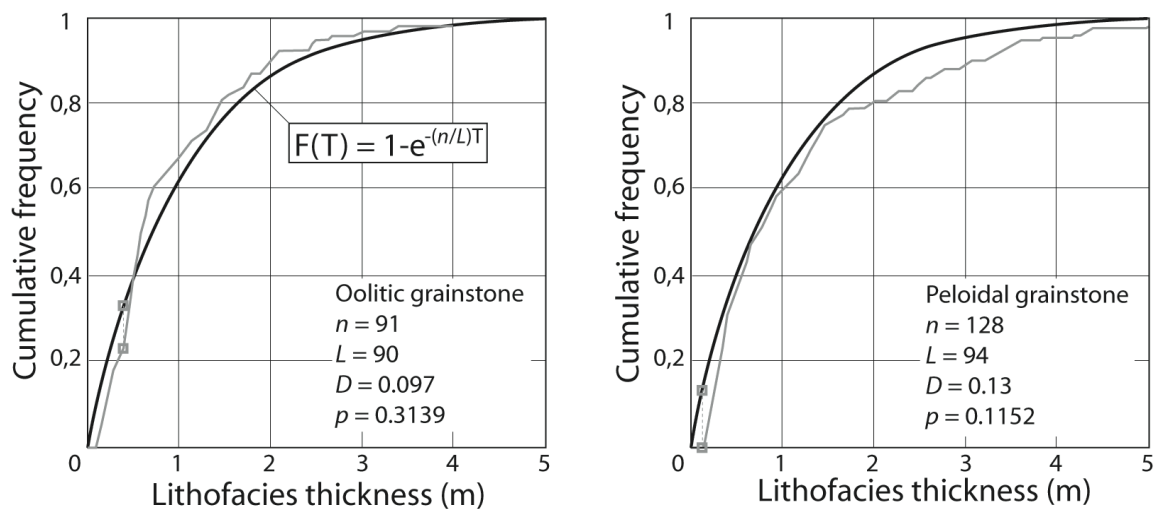 Cumulative frequency
1
0,8
0,6
0,4
0,2
0
1
2
3
4
5
Lithofacies thickness (m)
F(T) = 1-e^-(n/L)T
Oolitic grainstone
n = 91
L = 90
D = 0.097
p = 0.3139
Cumulative frequency
1
0,8
0,6
0,4
0,2
0
1
2
3
4
5
Lithofacies thickness (m)
Peloidal grainstone
n = 128
L = 94
D = 0.13
p = 0.1152